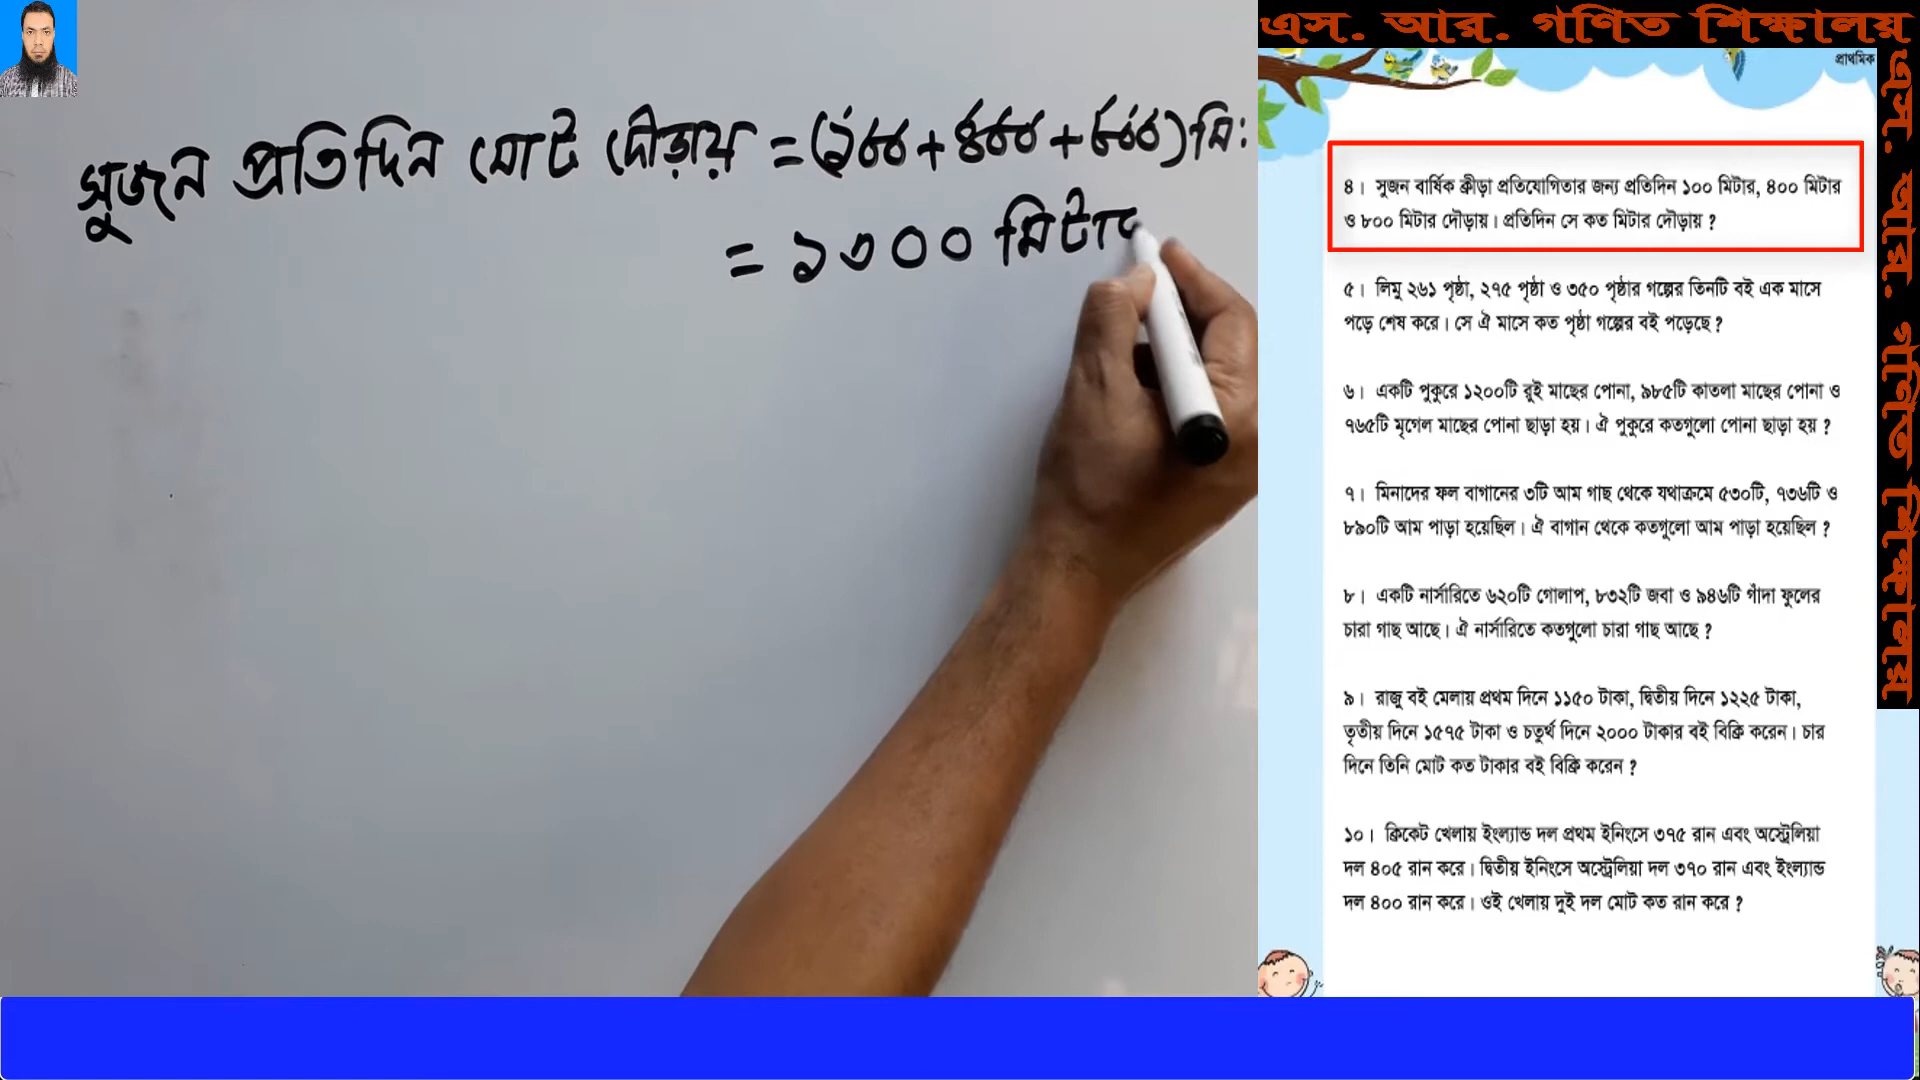 সুজন প্রতিদিন মোট দৌড়ায় = (১০০ + ৪০০ + ৮০০) মি:
= ১৩০০ মিটার
এস. আর. গণিত শিক্ষালয়
প্রাথমিক
৪। সুজন বার্ষিক ক্রীড়া প্রতিযোগিতার জন্য প্রতিদিন ১০০ মিটার, ৪০০ মিটার
ও ৮০০ মিটার দৌড়ায়। প্রতিদিন সে কত মিটার দৌড়ায় ?
৫। লিমু ২৬১ পৃষ্ঠা, ২৭৫ পৃষ্ঠা ও ৩৫০ পৃষ্ঠার গল্পের তিনটি বই এক মাসে
পড়ে শেষ করে। সে ঐ মাসে কত পৃষ্ঠা গল্পের বই পড়েছে ?
৬। একটি পুকুরে ১২০০টি রুই মাছের পোনা, ৯৮৫টি কাতলা মাছের পোনা ও
৭৬৫টি মৃগেল মাছের পোনা ছাড়া হয়। ঐ পুকুরে কতগুলো পোনা ছাড়া হয় ?
৭। মিনাদের ফল বাগানের ৩টি আম গাছ থেকে যথাক্রমে ৫৩০টি, ৭৩৬টি ও
৮৯০টি আম পাড়া হয়েছিল। ঐ বাগান থেকে কতগুলো আম পাড়া হয়েছিল ?
৮। একটি নার্সারিতে ৬২০টি গোলাপ, ৮৩২টি জবা ও ৯৪৬টি গাঁদা ফুলের
চারা গাছ আছে। ঐ নার্সারিতে কতগুলো চারা গাছ আছে ?
৯। রাজু বই মেলায় প্রথম দিনে ১১৫০ টাকা, দ্বিতীয় দিনে ১২২৫ টাকা,
তৃতীয় দিনে ১৫৭৫ টাকা ও চতুর্থ দিনে ২০০০ টাকার বই বিক্রি করেন। চার
দিনে তিনি মোট কত টাকার বই বিক্রি করেন ?
১০। ক্রিকেট খেলায় ইংল্যান্ড দল প্রথম ইনিংসে ৩৭৫ রান এবং অস্ট্রেলিয়া
দল ৪০৫ রান করে। দ্বিতীয় ইনিংসে অস্ট্রেলিয়া দল ৩৭০ রান এবং ইংল্যান্ড
দল ৪০০ রান করে। ওই খেলায় দুই দল মোট কত রান করে ?
এস. আর. গণিত শিক্ষালয়